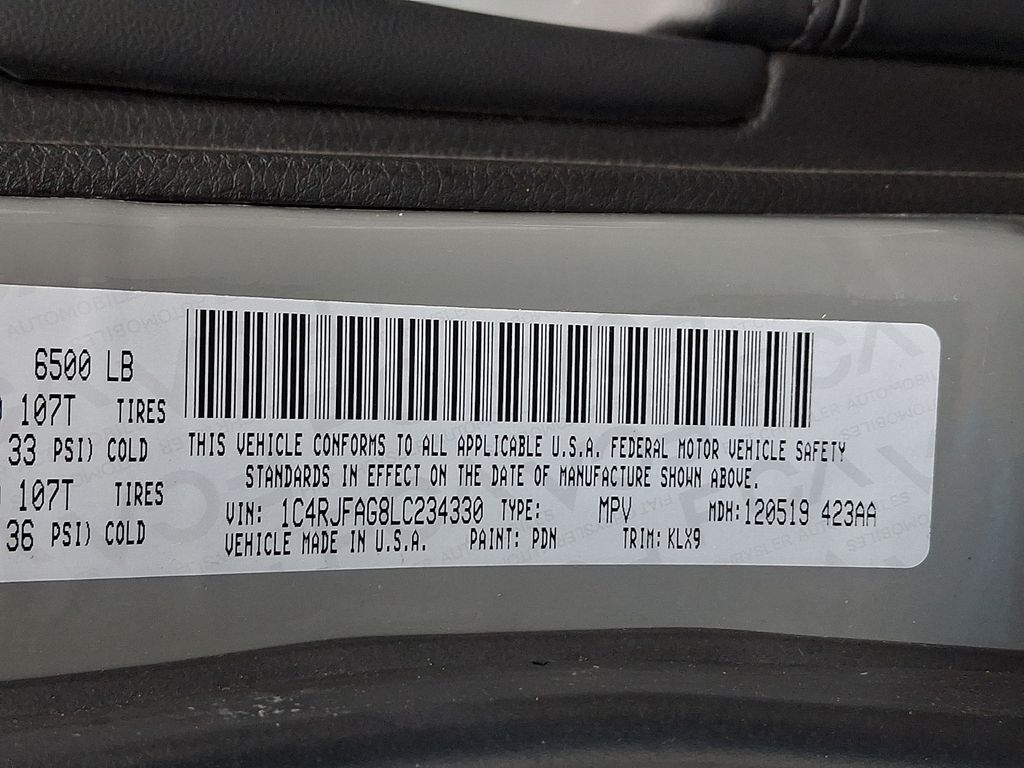 6500 LB
107T TIRES
33 PSI) COLD
107T TIRES
36 PSI) COLD
THIS VEHICLE CONFORMS TO ALL APPLICABLE U.S.A. FEDERAL MOTOR VEHICLE SAFETY
STANDARDS IN EFFECT ON THE DATE OF MANUFACTURE SHOWN ABOVE.
VIN: 1C4RJFAG8LC234330 TYPE: MPV MDH:120519 423AA
VEHICLE MADE IN U.S.A. PAINT: PDN TRIM: KLX9